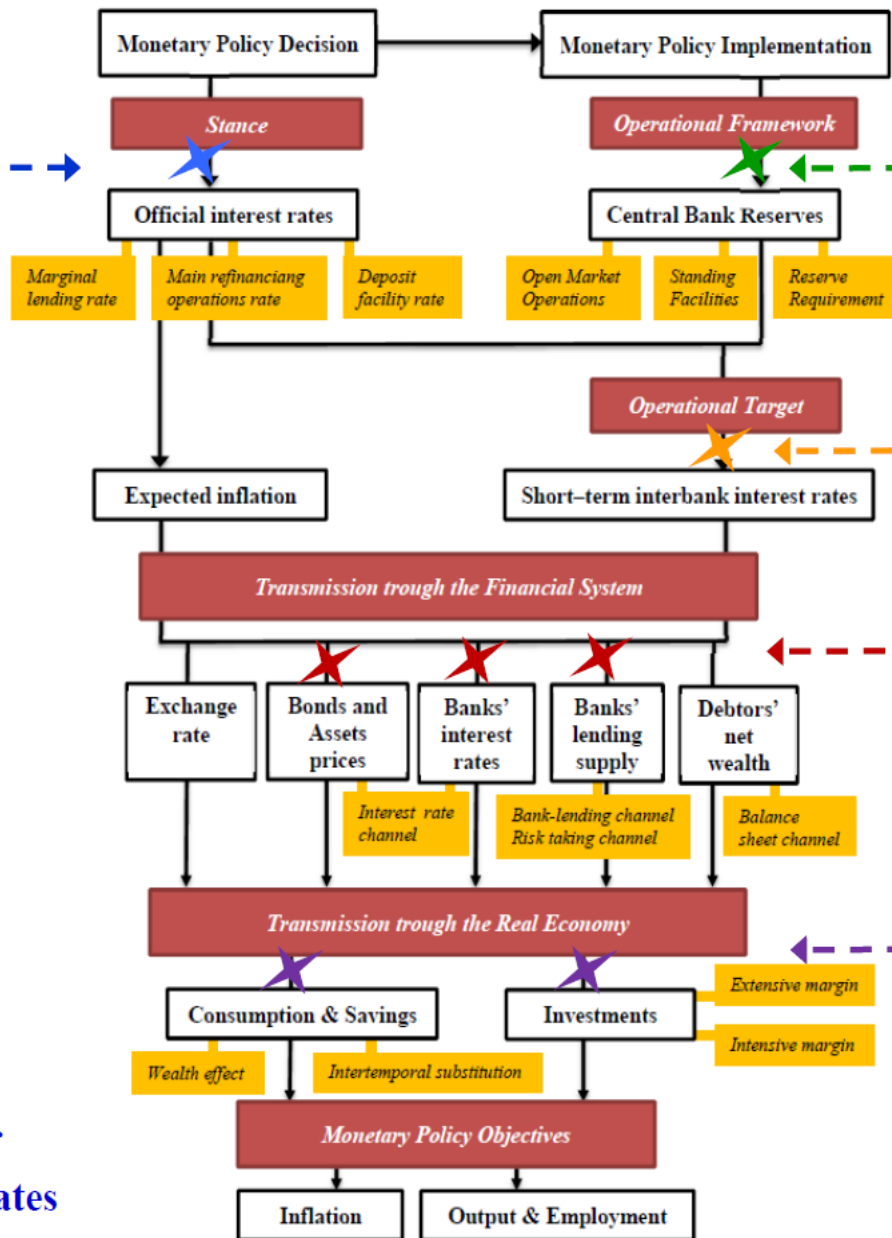 Monetary Policy Decision
Monetary Policy Implementation
Stance
Operational Framework
Official interest rates
Central Bank Reserves
Marginal
lending rate
Main refinanciang
operations rate
Deposit
facility rate
Open Market
Operations
Standing
Facilities
Reserve
Requirement
Operational Target
Expected inflation
Short–term interbank interest rates
Transmission trough the Financial System
Exchange
rate
Bonds and
Assets
prices
Banks'
interest
rates
Banks'
lending
supply
Debtors'
net
wealth
Interest rate
channel
Bank-lending channel
Risk taking channel
Balance
sheet channel
Transmission trough the Real Economy
Consumption & Savings
Investments
Extensive margin
Intensive margin
Wealth effect
Intertemporal substitution
Monetary Policy Objectives
Inflation
Output & Employment